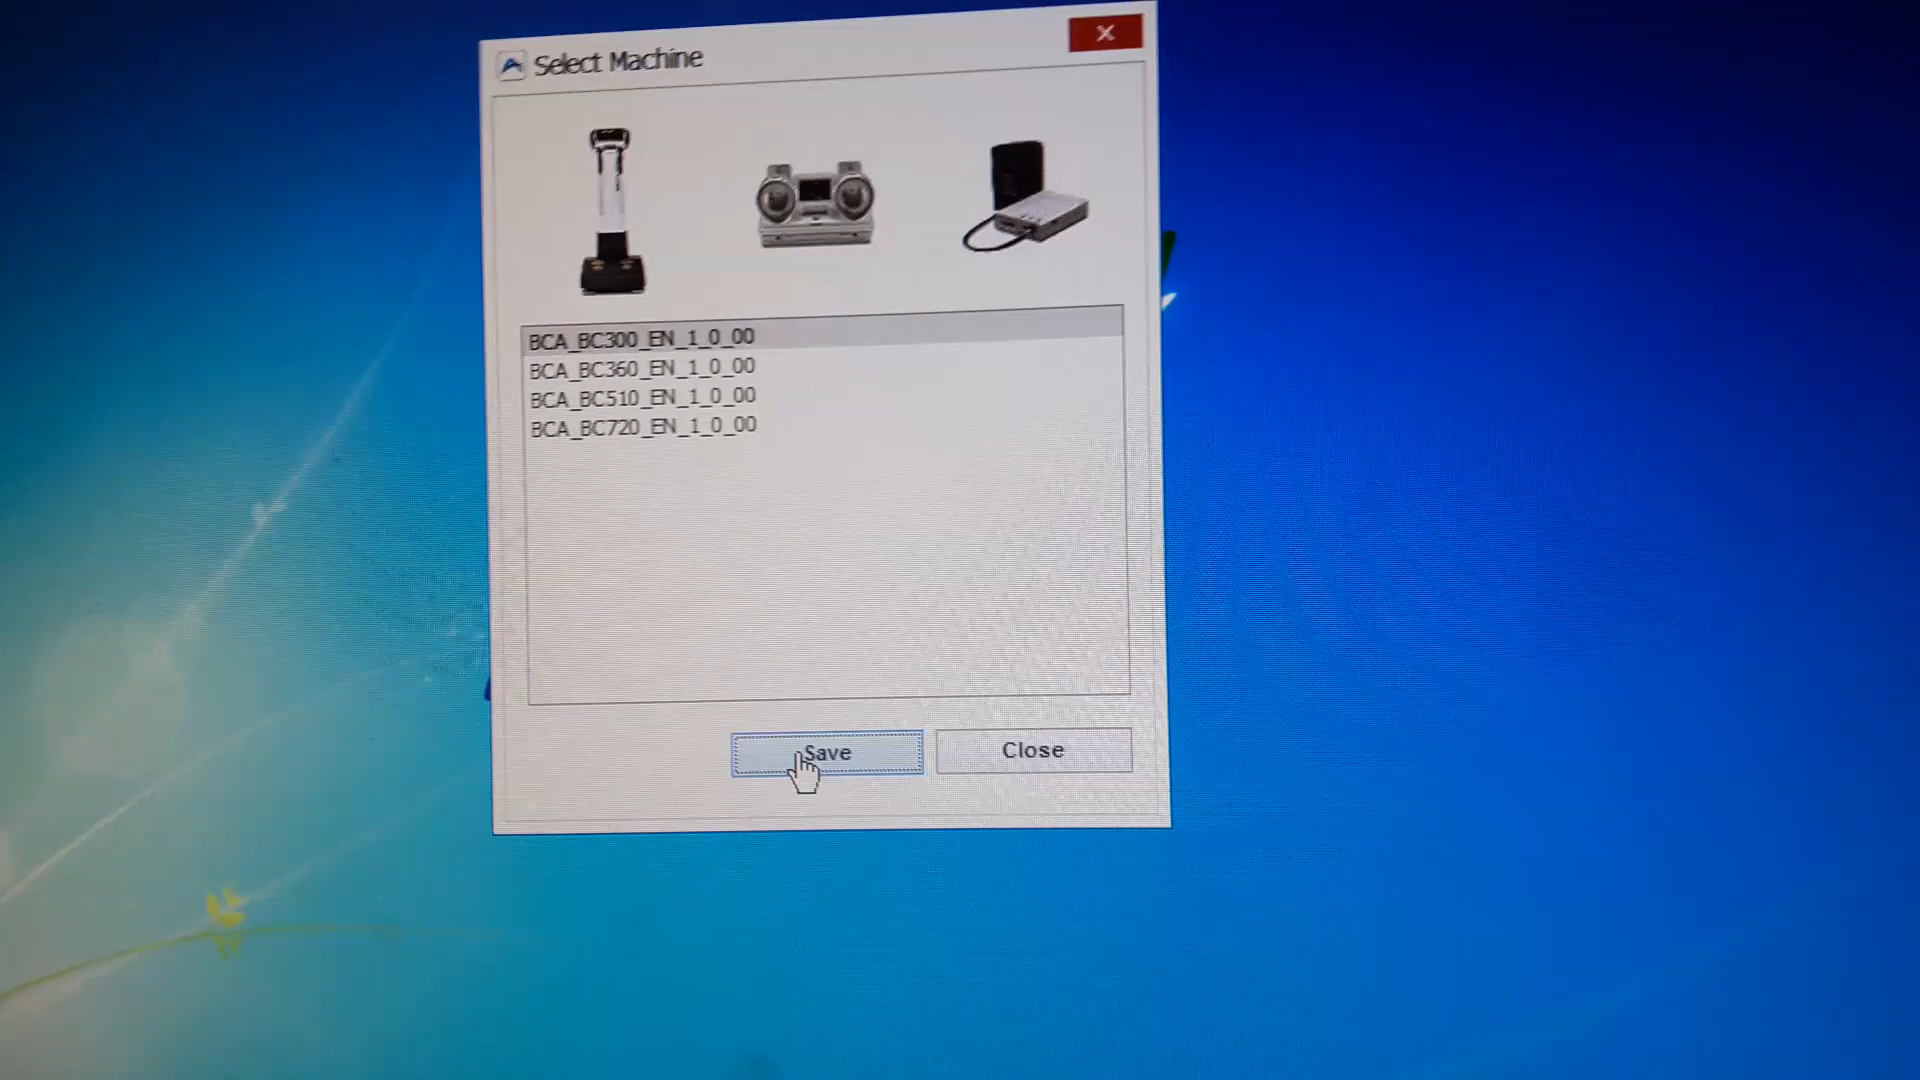 Select Machine
X
BCA_BC300_EN_1_0_00
BCA_BC360_EN_1_0_00
BCA_BC510_EN_1_0_00
BCA_BC720_EN_1_0_00
Save
Close